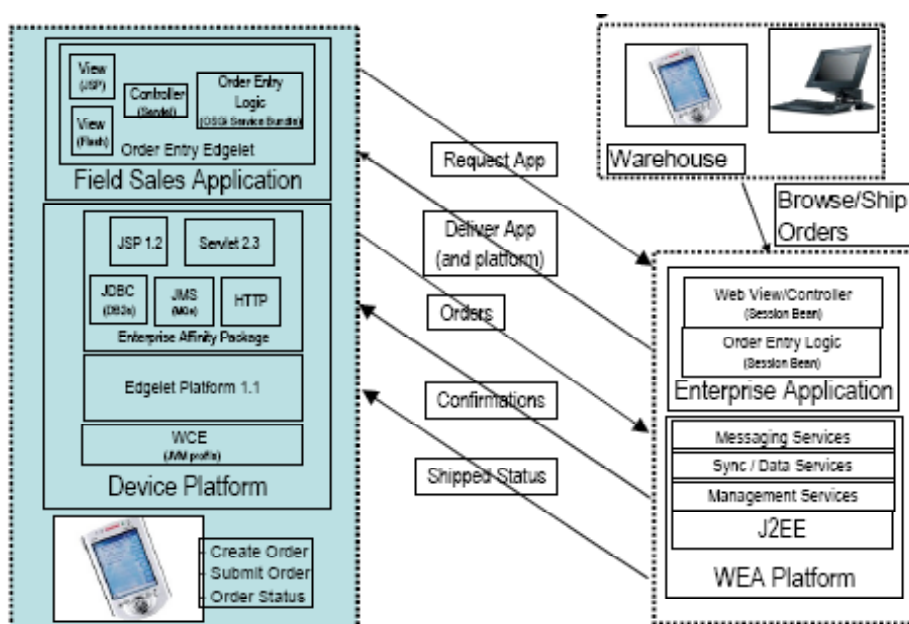 View
(JSP)
Controller
(Servlet)
Order Entry
Logic
(OSGi Service Bundle)
View
(Flash)
Order Entry Edgelet
Field Sales Application
JSP 1.2
Servlet 2.3
JDBC
(DB2e)
JMS
(MQe)
HTTP
Enterprise Affinity Package
Edgelet Platform 1.1
WCE
(JVM profile)
Device Platform
Create Order
Submit Order
Order Status
Request App
Deliver App
(and platform)
Orders
Confirmations
Shipped Status
Warehouse
Browse/Ship
Orders
Web View/Controller
(Session Bean)
Order Entry Logic
(Session Bean)
Enterprise Application
Messaging Services
Sync / Data Services
Management Services
J2EE
WEA Platform